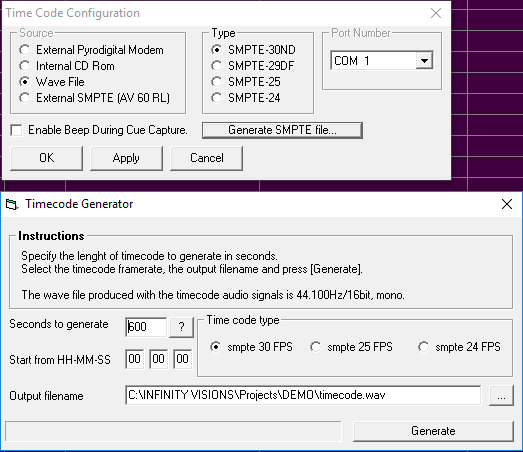 Time Code Configuration
Source
External Pyrodigital Modem
Internal CD Rom
Wave File
External SMPTE (AV 60 RL)
Type
SMPTE-30ND
SMPTE-29DF
SMPTE-25
SMPTE-24
Port Number
COM 1
Enable Beep During Cue Capture.
Generate SMPTE file...
OK
Apply
Cancel
Timecode Generator
Instructions
Specify the lenght of timecode to generate in seconds.
Select the timecode framerate, the output filename and press [Generate].
The wave file produced with the timecode audio signals is 44.100Hz/16bit, mono.
Seconds to generate
600
?
Time code type
smpte 30 FPS
smpte 25 FPS
smpte 24 FPS
Start from HH-MM-SS
00 00 00
Output filename
C:\INFINITY VISIONS\Projects\DEMO\timecode.wav
...
Generate